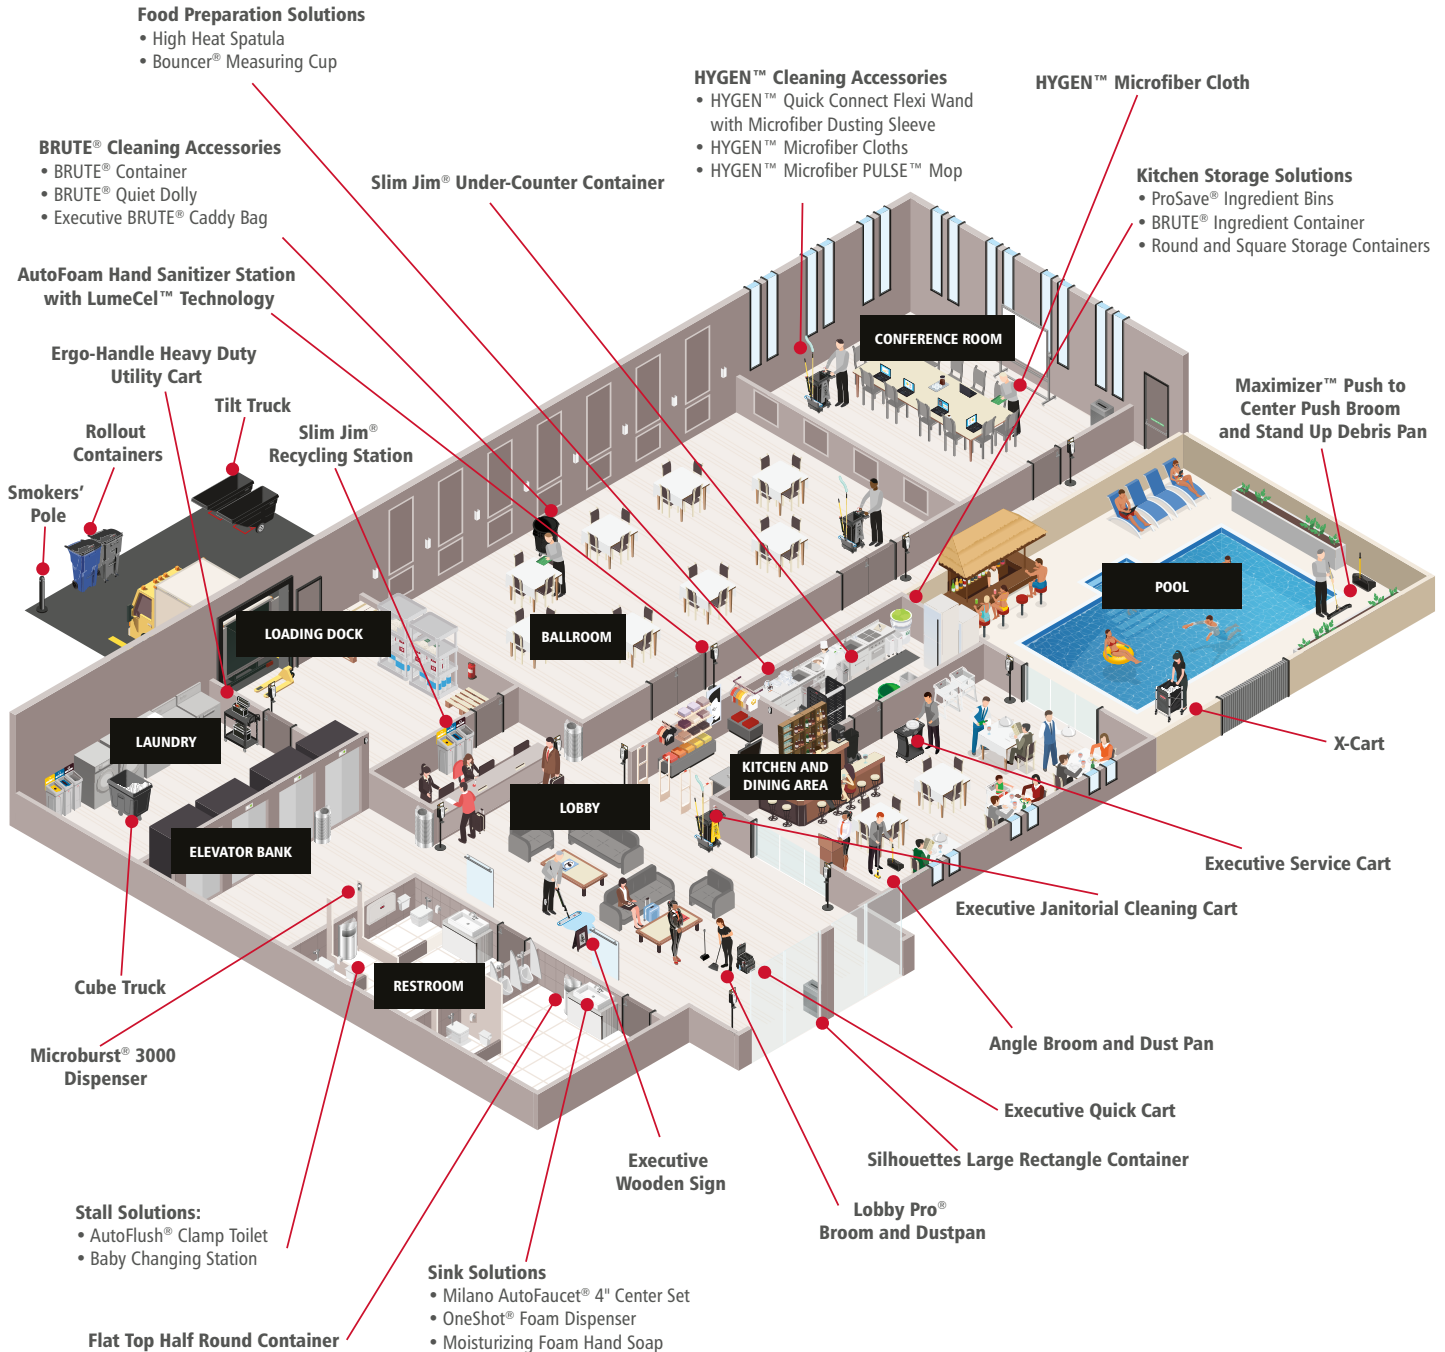 Food Preparation Solutions
• High Heat Spatula
• Bouncer® Measuring Cup
HYGEN™ Cleaning Accessories
• HYGEN™ Quick Connect Flexi Wand
with Microfiber Dusting Sleeve
• HYGEN™ Microfiber Cloths
• HYGEN™ Microfiber PULSE™ Mop
HYGEN™ Microfiber Cloth
BRUTE® Cleaning Accessories
• BRUTE® Container
• BRUTE® Quiet Dolly
• Executive BRUTE® Caddy Bag
Slim Jim® Under-Counter Container
Kitchen Storage Solutions
• ProSave® Ingredient Bins
• BRUTE® Ingredient Container
• Round and Square Storage Containers
AutoFoam Hand Sanitizer Station
with LumeCel™ Technology
Ergo-Handle Heavy Duty
Utility Cart
Tilt Truck
Slim Jim®
Recycling Station
Rollout
Containers
Smokers'
Pole
CONFERENCE ROOM
Maximizer™ Push to
Center Push Broom
and Stand Up Debris Pan
POOL
LOADING DOCK
BALLROOM
LAUNDRY
KITCHEN AND
DINING AREA
X-Cart
LOBBY
ELEVATOR BANK
Executive Service Cart
Executive Janitorial Cleaning Cart
Cube Truck
RESTROOM
Microburst® 3000
Dispenser
Angle Broom and Dust Pan
Executive Quick Cart
Executive
Wooden Sign
Silhouettes Large Rectangle Container
Lobby Pro®
Broom and Dustpan
Stall Solutions:
• AutoFlush® Clamp Toilet
• Baby Changing Station
Sink Solutions
• Milano AutoFaucet® 4" Center Set
• OneShot® Foam Dispenser
• Moisturizing Foam Hand Soap
Flat Top Half Round Container